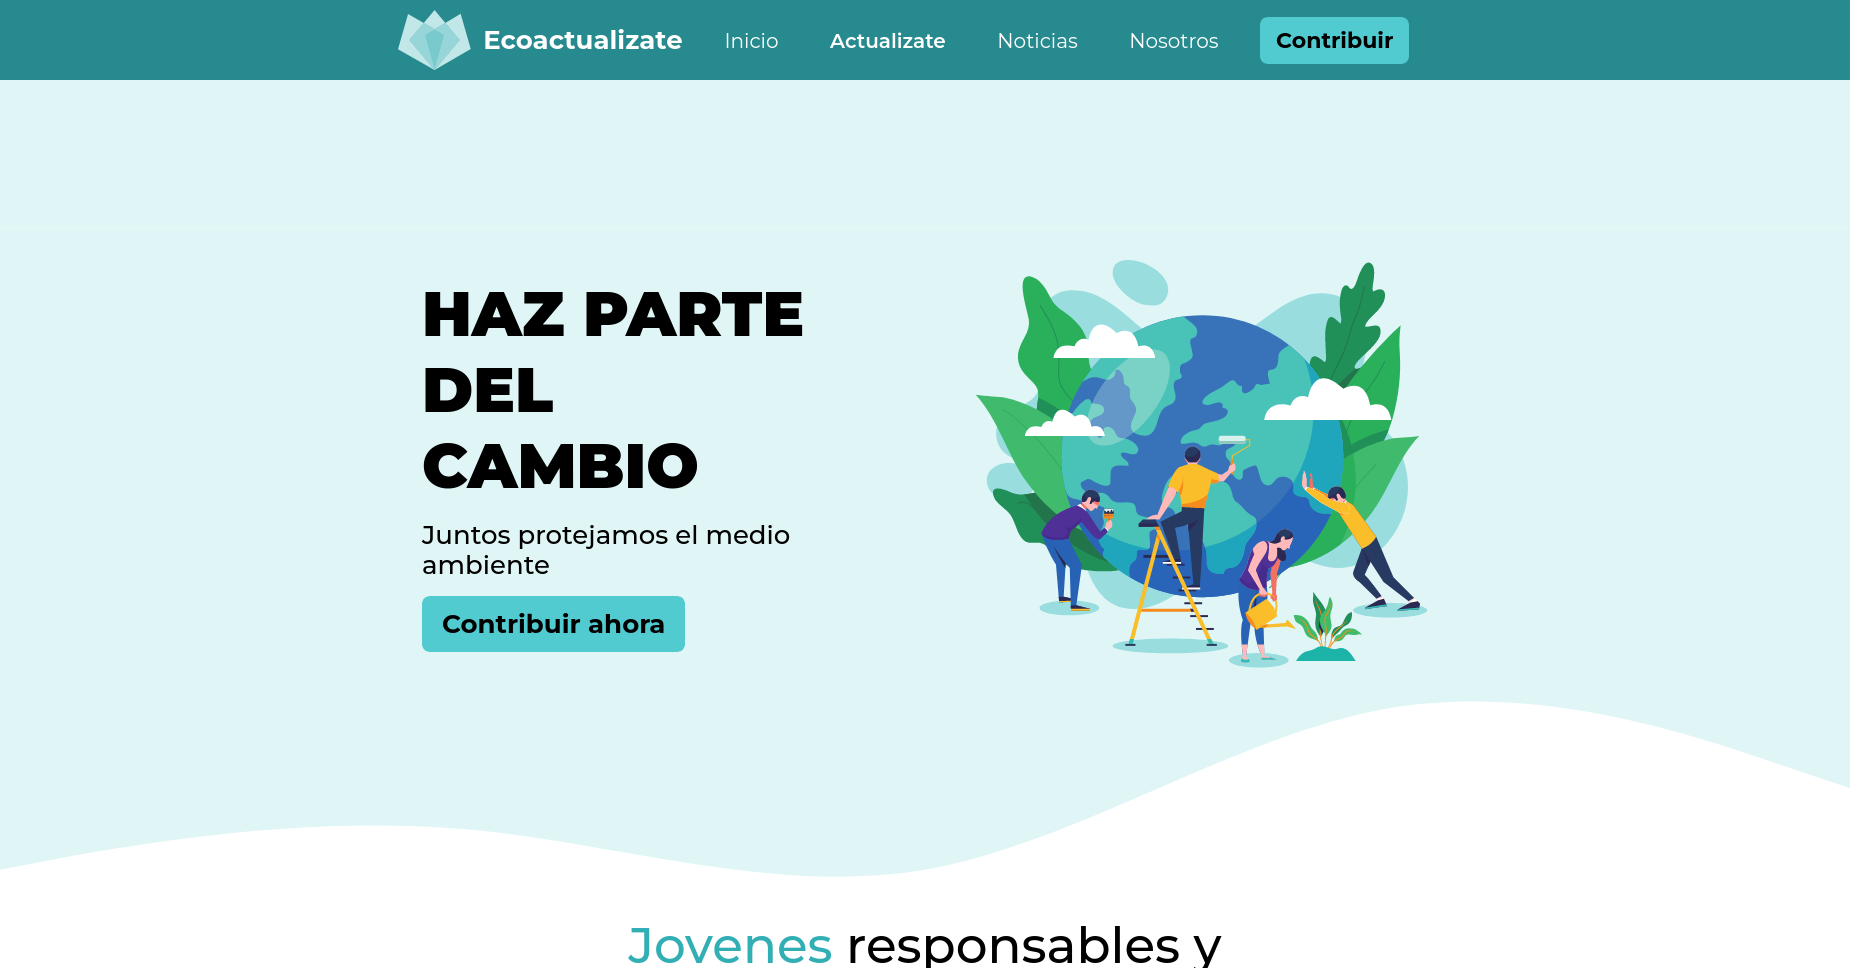 Ecoactualizate Inicio Actualizate Noticias Nosotros Contribuir
HAZ PARTE
DEL
CAMBIO
Juntos protejamos el medio
ambiente
Contribuir ahora
Jovenes responsables y